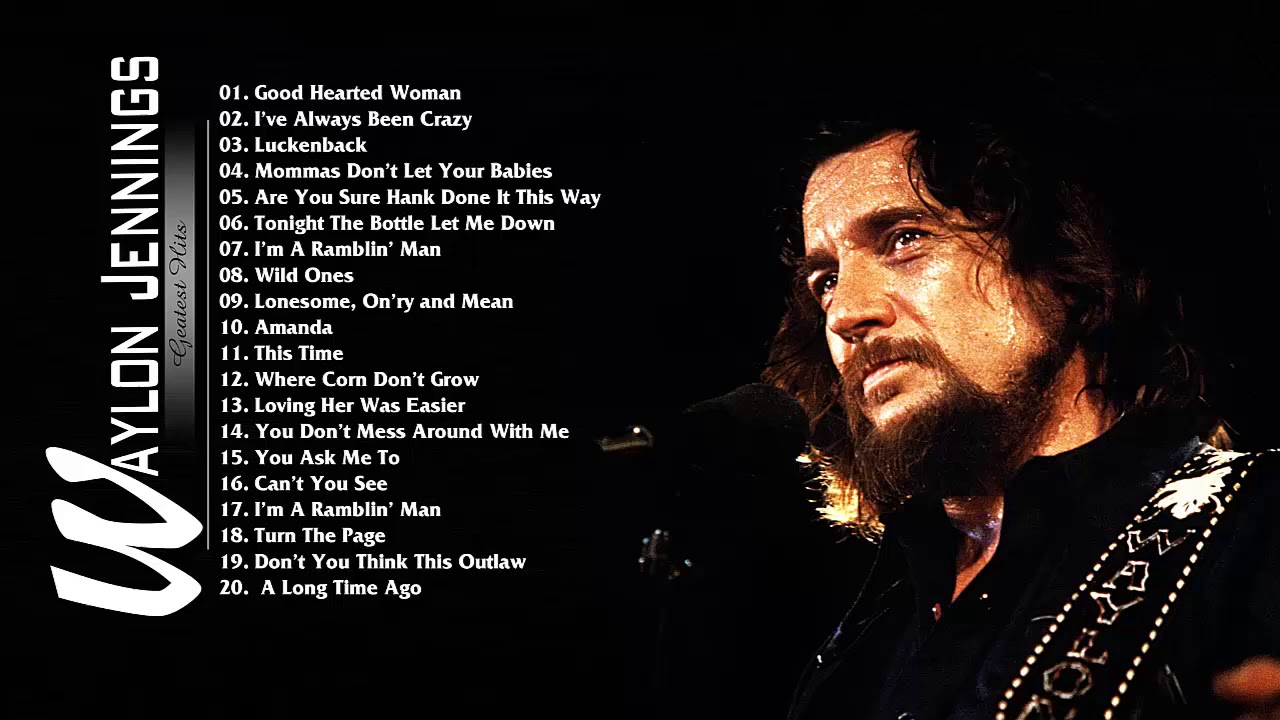 WAYLON JENNINGS
Geatest Hits
01. Good Hearted Woman
02. I've Always Been Crazy
03. Luckenback
04. Mommas Don't Let Your Babies
05. Are You Sure Hank Done It This Way
06. Tonight The Bottle Let Me Down
07. I'm A Ramblin' Man
08. Wild Ones
09. Lonesome, On'ry and Mean
10. Amanda
11. This Time
12. Where Corn Don't Grow
13. Loving Her Was Easier
14. You Don't Mess Around With Me
15. You Ask Me To
16. Can't You See
17. I'm A Ramblin' Man
18. Turn The Page
19. Don't You Think This Outlaw
20. A Long Time Ago